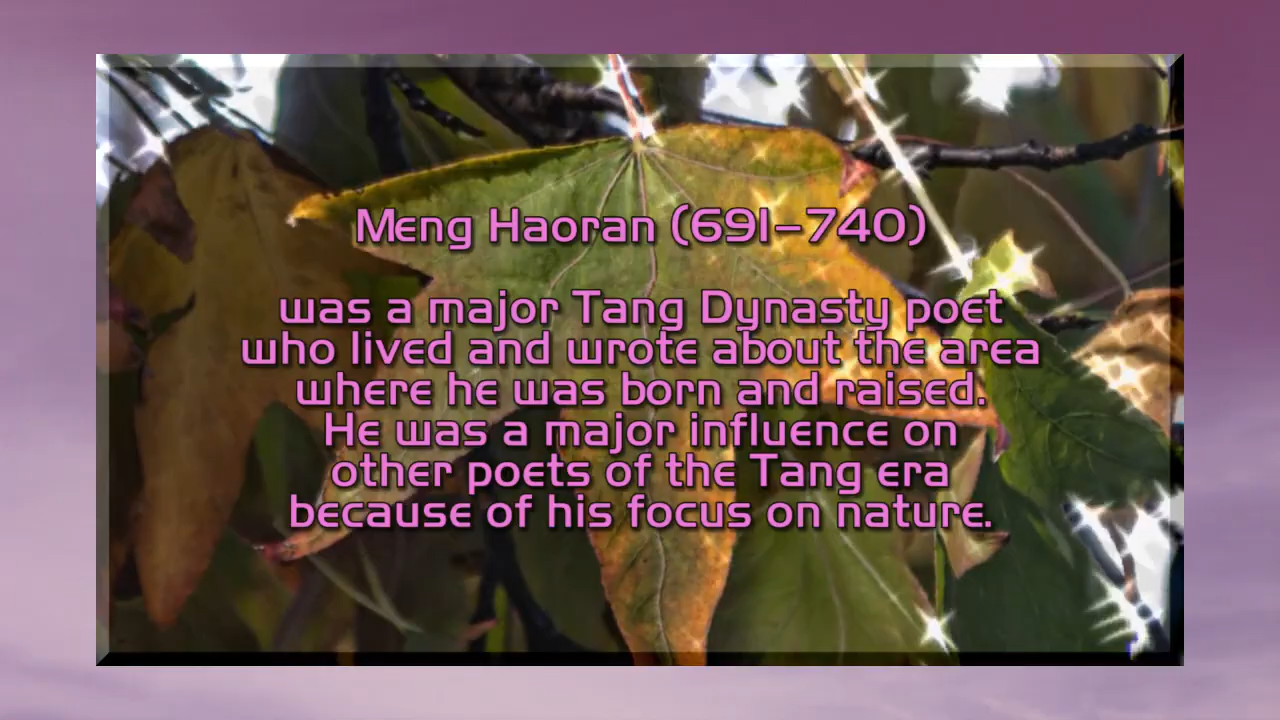 Meng Haoran (691-740)
was a major Tang Dynasty poet
who lived and wrote about the area
where he was born and raised.
He was a major influence on
other poets of the Tang era
because of his focus on nature.